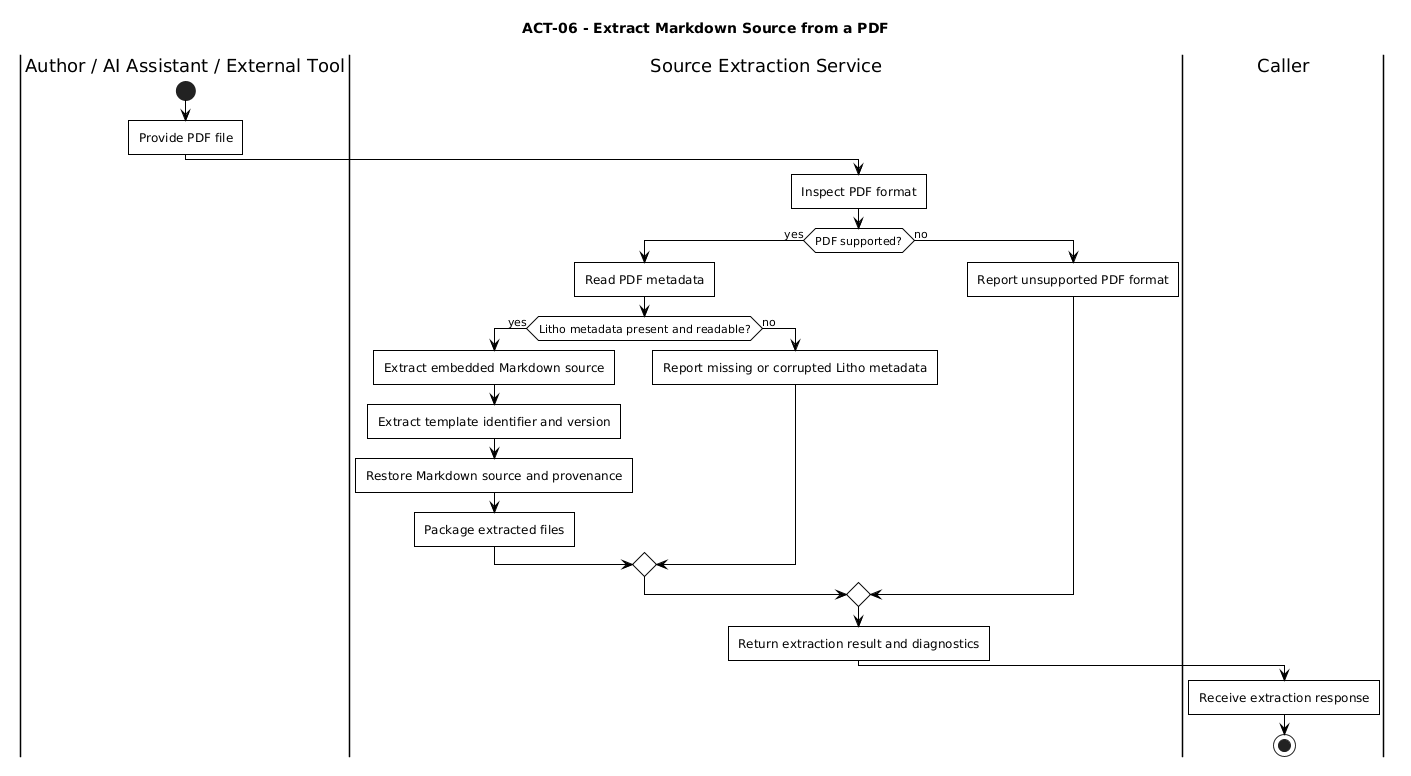 ACT-06 - Extract Markdown Source from a PDF
Author / AI Assistant / External Tool
Source Extraction Service
Caller
Provide PDF file
Inspect PDF format
PDF supported?
yes
no
Read PDF metadata
Report unsupported PDF format
Litho metadata present and readable?
yes
no
Extract embedded Markdown source
Report missing or corrupted Litho metadata
Extract template identifier and version
Restore Markdown source and provenance
Package extracted files
Return extraction result and diagnostics
Receive extraction response